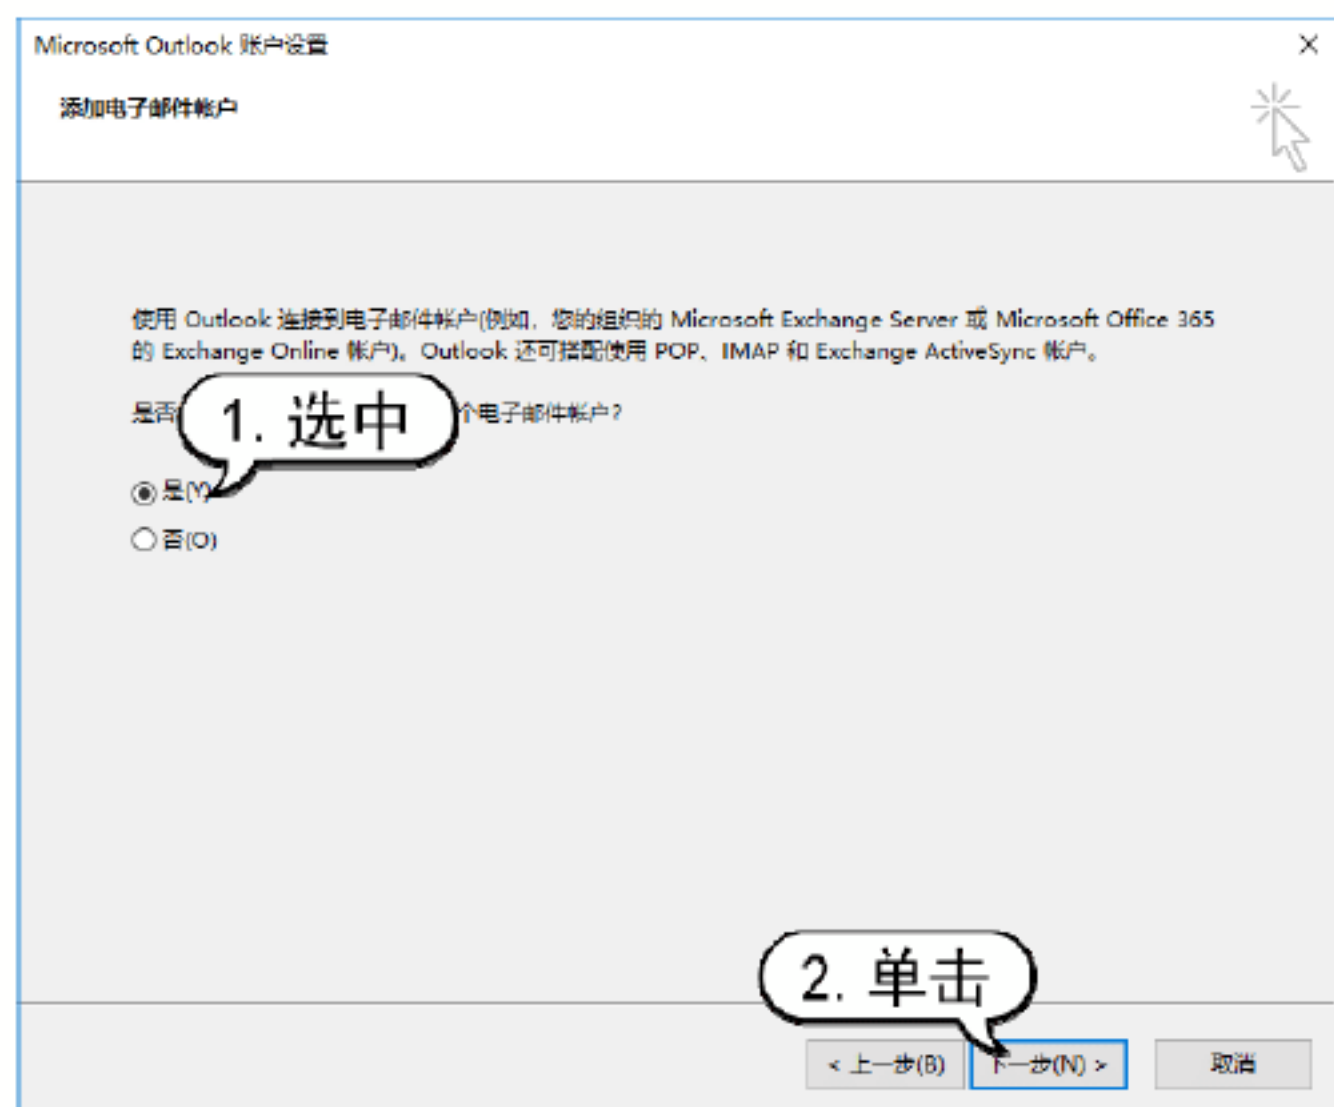 Microsoft Outlook 账户设置
添加电子邮件帐户
使用 Outlook 连接到电子邮件帐户(例如，您的组织的 Microsoft Exchange Server 或 Microsoft Office 365
的 Exchange Online 帐户)。Outlook 还可搭配使用 POP、IMAP 和 Exchange ActiveSync 帐户。
是否 个电子邮件帐户?
1. 选中
是(Y)
否(O)
2. 单击
< 上一步(B) 下一步(N) > 取消